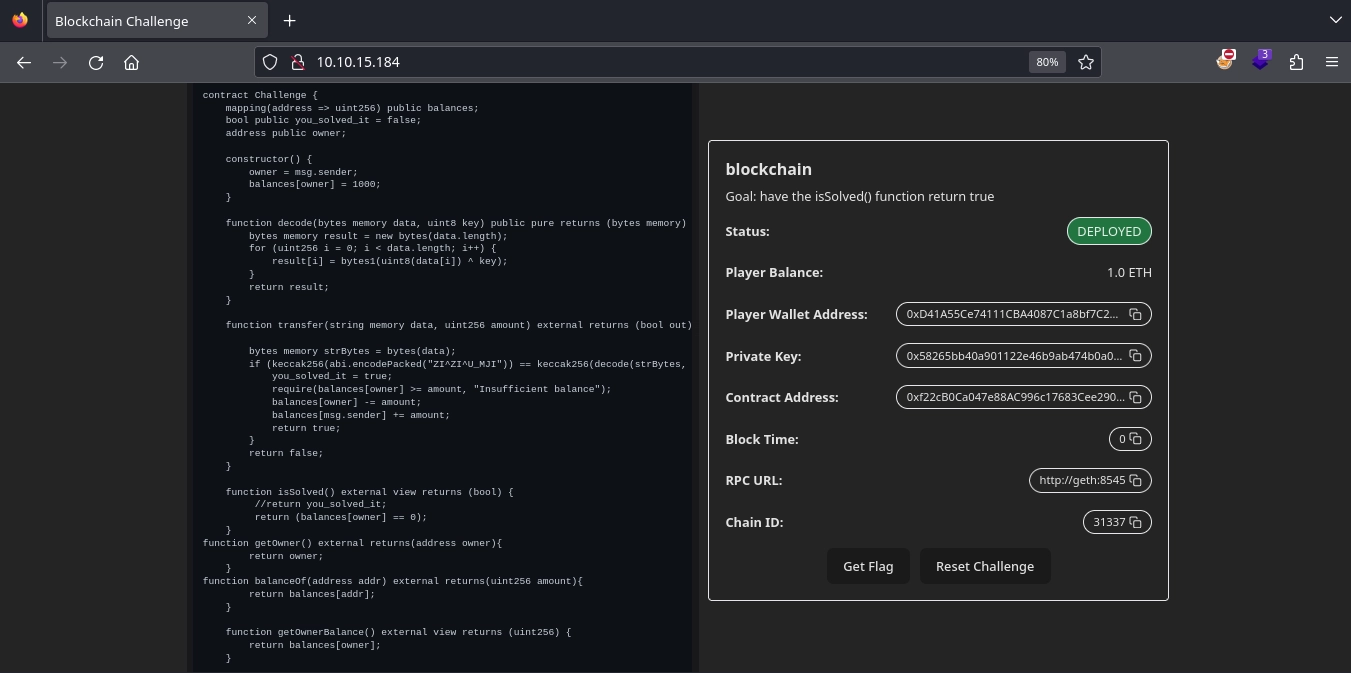 Blockchain Challenge
10.10.15.184
80%
3
contract Challenge {
mapping(address => uint256) public balances;
bool public you_solved_it = false;
address public owner;
constructor() {
owner = msg.sender;
balances[owner] = 1000;
}
function decode(bytes memory data, uint8 key) public pure returns (bytes memory)
bytes memory result = new bytes(data.length);
for (uint256 i = 0; i < data.length; i++) {
result[i] = bytes1(uint8(data[i]) ^ key);
}
return result;
}
function transfer(string memory data, uint256 amount) external returns (bool out)
bytes memory strBytes = bytes(data);
if (keccak256(abi.encodePacked("ZI^ZI^U_MJI")) == keccak256(decode(strBytes,
you_solved_it = true;
require(balances[owner] >= amount, "Insufficient balance");
balances[owner] -= amount;
balances[msg.sender] += amount;
return true;
}
return false;
}
function isSolved() external view returns (bool) {
//return you_solved_it;
return (balances[owner] == 0);
}
function getOwner() external returns(address owner){
return owner;
}
function balanceOf(address addr) external returns(uint256 amount){
return balances[addr];
}
function getOwnerBalance() external view returns (uint256) {
return balances[owner];
}
blockchain
Goal: have the isSolved() function return true
Status: DEPLOYED
Player Balance: 1.0 ETH
Player Wallet Address: 0xD41A55Ce74111CBA4087C1a8bf7C2...
Private Key: 0x58265bb40a901122e46b9ab474b0a0...
Contract Address: 0xf22cB0Ca047e88AC996c17683Cee290...
Block Time: 0
RPC URL: http://geth:8545
Chain ID: 31337
Get Flag Reset Challenge